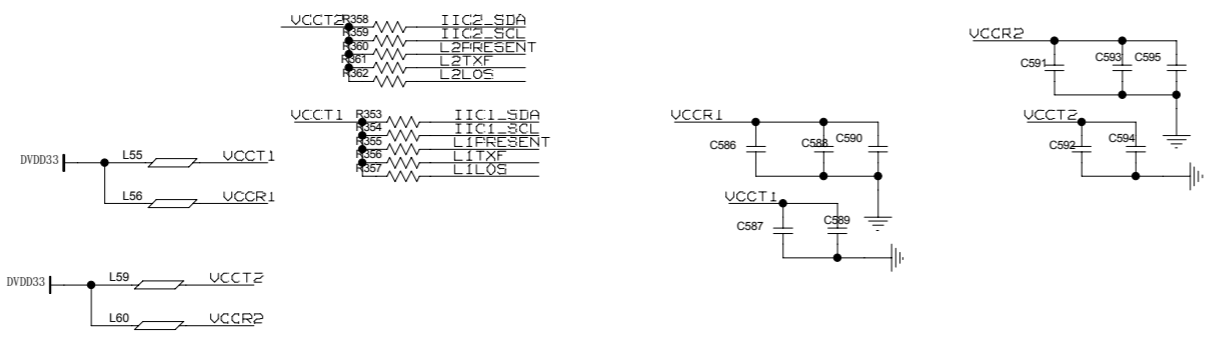 VCCT2 R358 IIC2_SDA
R359 IIC2_SCL
R360 L2PRESENT
R361 L2TXF
R362 L2LOS
VCCT1 R353 IIC1_SDA
R354 IIC1_SCL
R355 L1PRESENT
R356 L1TXF
R357 L1LOS
DVDD33 L55 VCCT1
L56 VCCR1
DVDD33 L59 VCCT2
L60 VCCR2
VCCR1
C586 C588 C590
VCCT1
C587 C589
VCCR2
C591 C593 C595
VCCT2
C592 C594